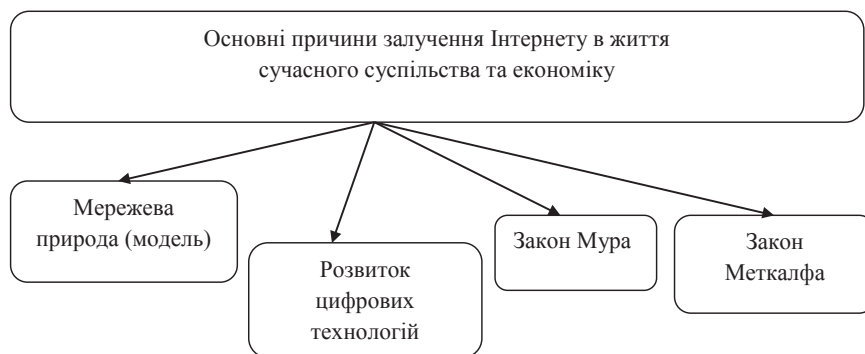 Основні причини залучення Інтернету в життя
сучасного суспільства та економіку
Мережева
природа (модель)
Розвиток
цифрових
технологій
Закон Мура
Закон
Меткалфа